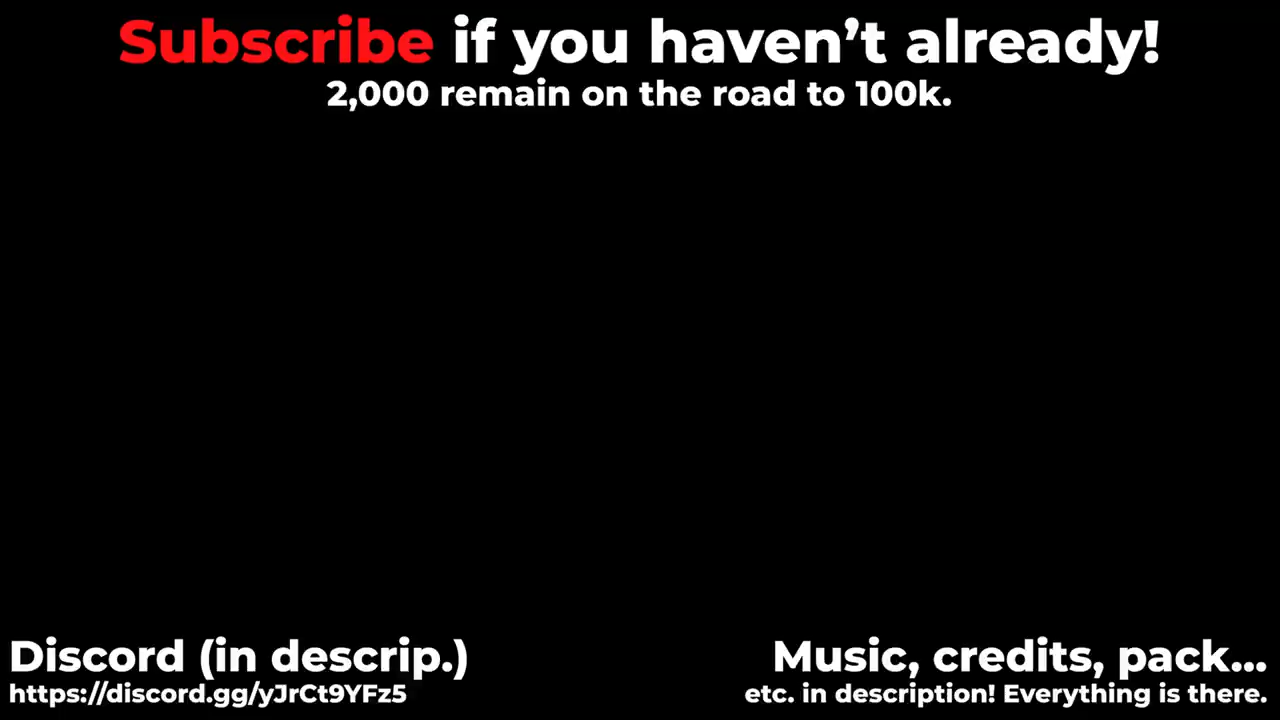 Subscribe if you haven’t already!
2,000 remain on the road to 100k.
Discord (in descrip.)
https://discord.gg/yJrCt9YFz5
Music, credits, pack...
etc. in description! Everything is there.